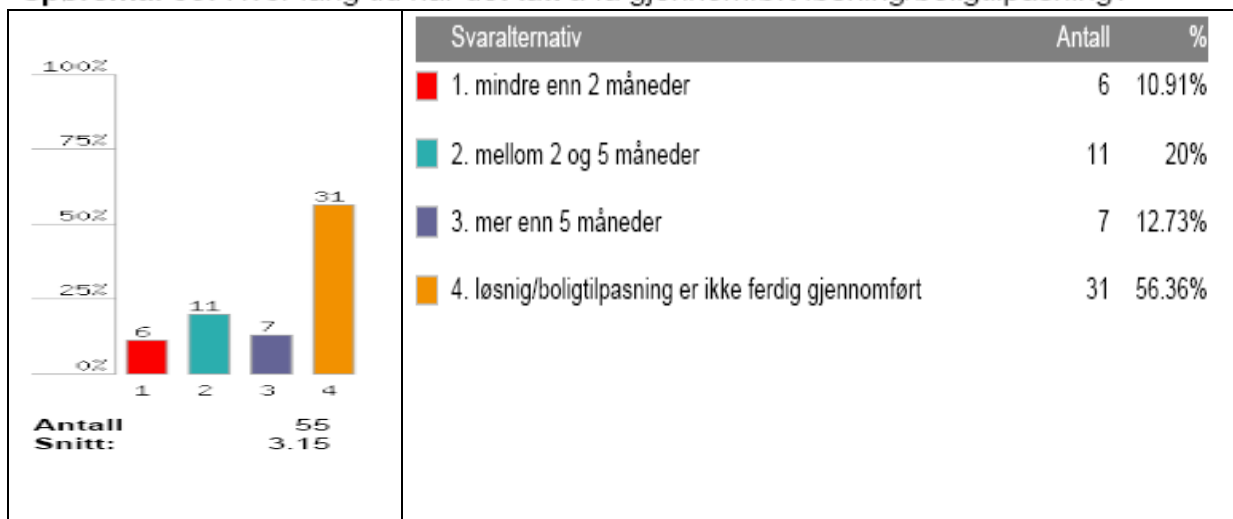 Svaralternativ Antall %
1. mindre enn 2 måneder 6 10.91%
2. mellom 2 og 5 måneder 11 20%
3. mer enn 5 måneder 7 12.73%
4. løsnig/boligtilpasning er ikke ferdig gjennomført 31 56.36%
100%
75%
50%
25%
0%
6
11
7
31
1 2 3 4
Antall 55
Snitt: 3.15